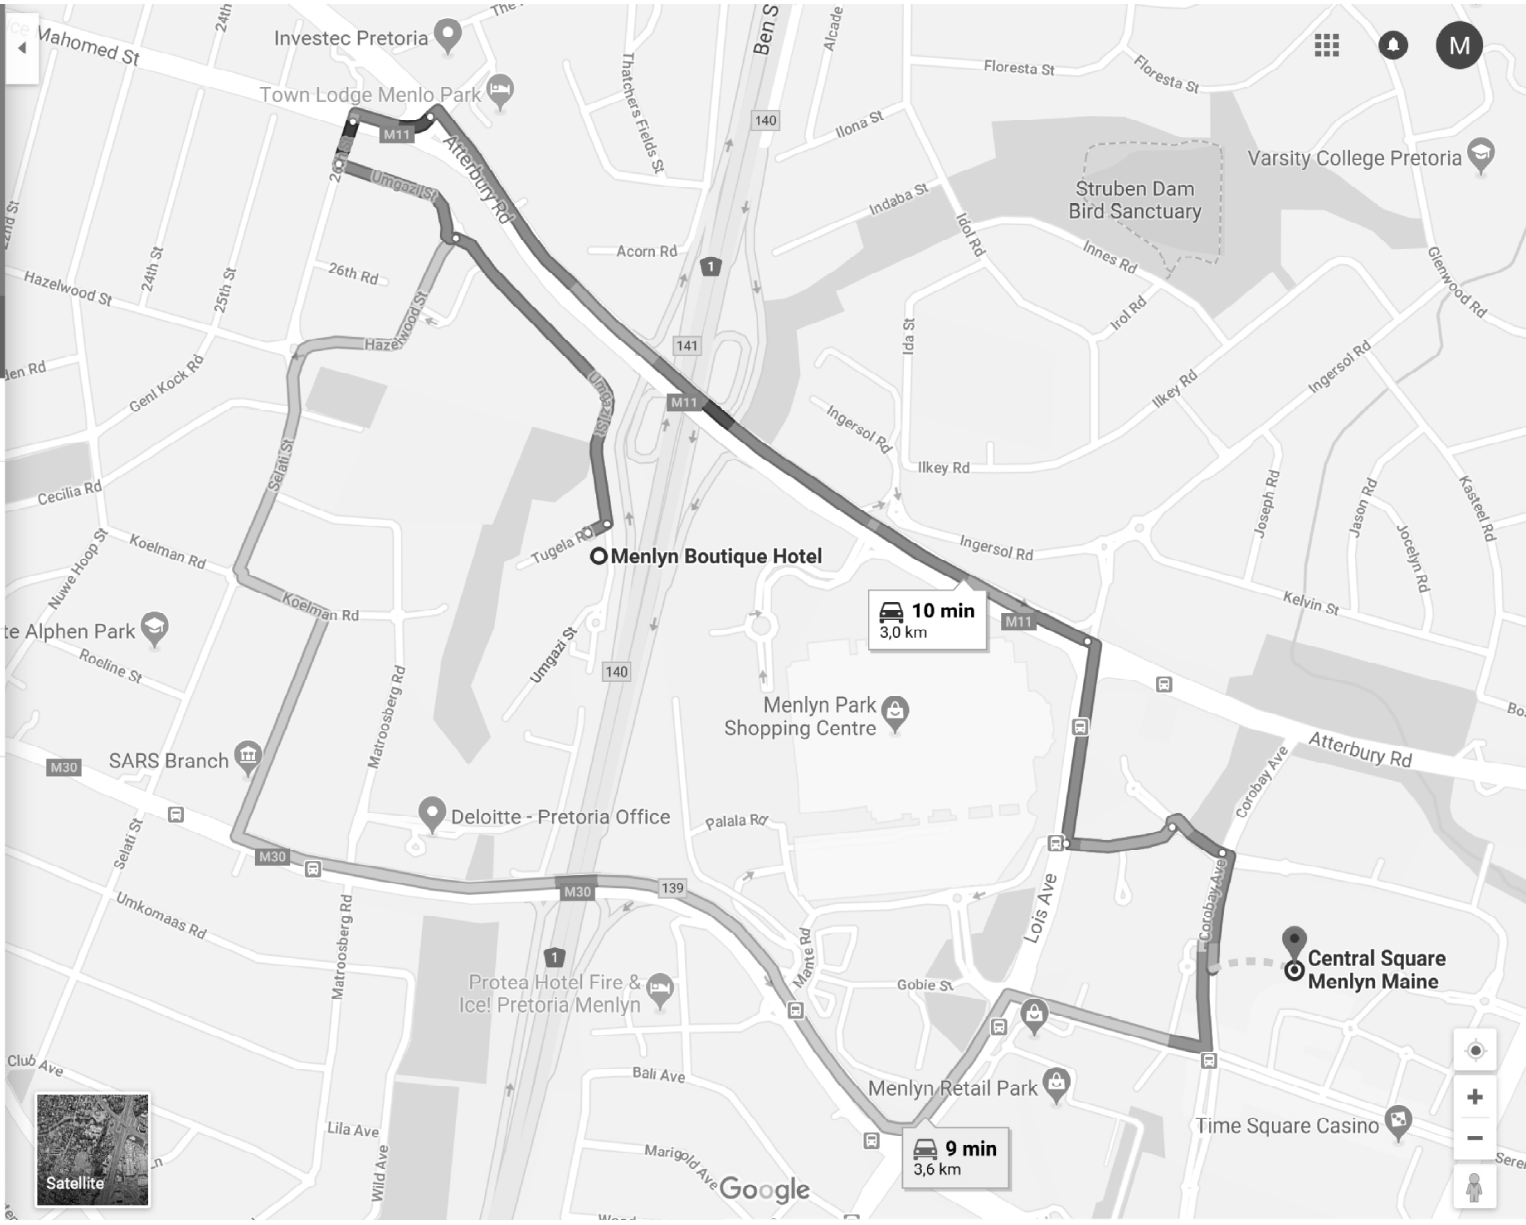 Mahomed St
24th
The
Ben S
Alcade
Investec Pretoria
M
Floresta St
Floresta St
Town Lodge Menlo Park
Thatchers Fields St
140
Ilona St
M11
Atterbury Rd
Varsity College Pretoria
Umgazi St
Struben Dam
Bird Sanctuary
Indaba St
22nd St
Idol Rd
Acorn Rd
Innes Rd
24th St
25th St
26th Rd
1
Glenwood Rd
Hazelwood St
Hazelwood St
Irol Rd
Ida St
141
Ingersol Rd
Genl Kock Rd
Ilkey Rd
M11
Umgazi St
Ingersol Rd
Selati St
Ilkey Rd
Cecilia Rd
Joseph Rd
Jason Rd
Kasteel Rd
Koelman Rd
Tugela R
Menlyn Boutique Hotel
Ingersol Rd
Jocelyn Rd
Nuwe Hoop St
Koelman Rd
10 min
3,0 km
M11
Kelvin St
te Alphen Park
Umgazi St
Roeline St
140
Matroosberg Rd
Menlyn Park
Shopping Centre
Bo
SARS Branch
M30
Atterbury Rd
Corobay Ave
Deloitte - Pretoria Office
Palala Rd
Selati St
M30
M30
139
Corobay Ave
Umkomaas Rd
Matroosberg Rd
Lois Ave
Mante Rd
1
Central Square
Menlyn Maine
Protea Hotel Fire &
Ice! Pretoria Menlyn
Gobie St
Club Ave
Bali Ave
Menlyn Retail Park
Time Square Casino
Lila Ave
9 min
3,6 km
Marigold Ave
Wild Ave
Satellite
Google